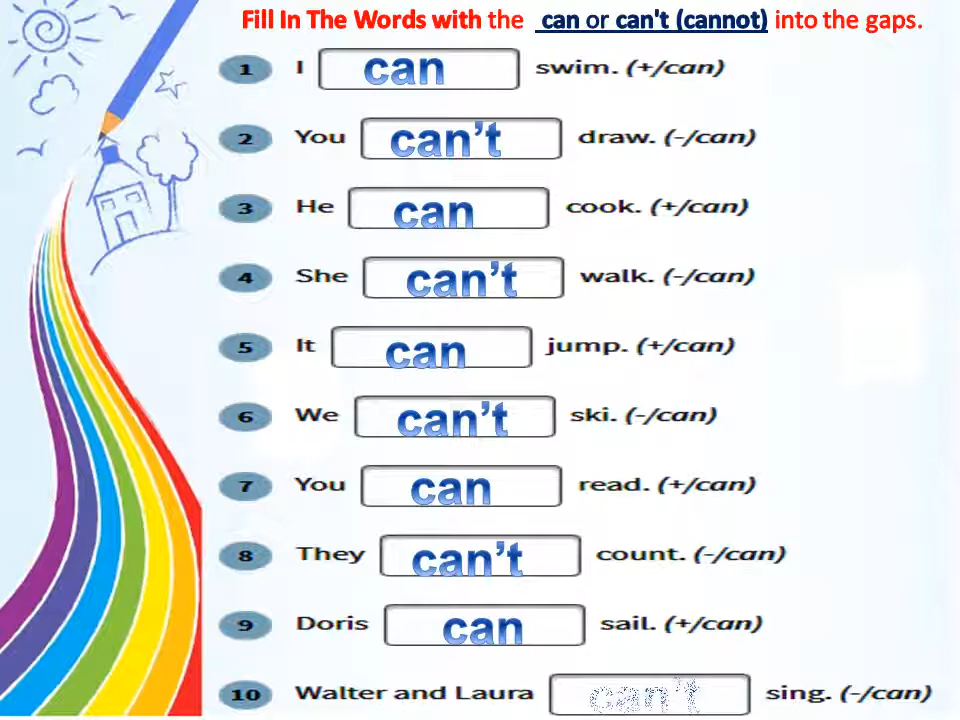 Fill In The Words with the can or can't (cannot) into the gaps.
1 I can swim. (+/can)
2 You can’t draw. (-/can)
3 He can cook. (+/can)
4 She can’t walk. (-/can)
5 It can jump. (+/can)
6 We can’t ski. (-/can)
7 You can read. (+/can)
8 They can’t count. (-/can)
9 Doris can sail. (+/can)
10 Walter and Laura can’t sing. (-/can)